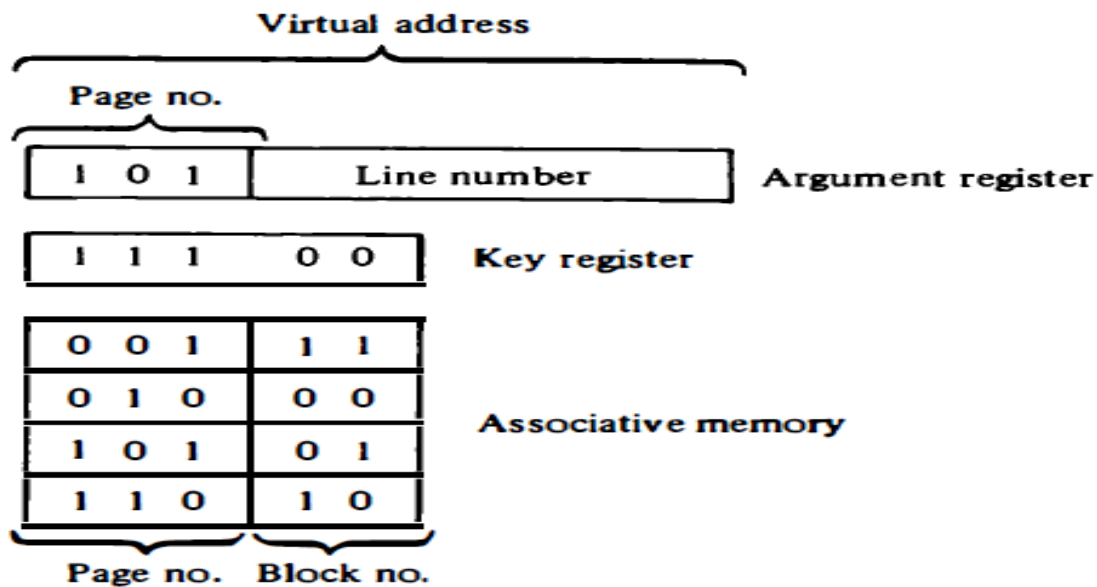 Virtual address
Page no.
1 0 1 Line number Argument register
1 1 1 0 0 Key register
0 0 1 1 1
0 1 0 0 0
Associative memory
1 0 1 0 1
1 1 0 1 0
Page no. Block no.